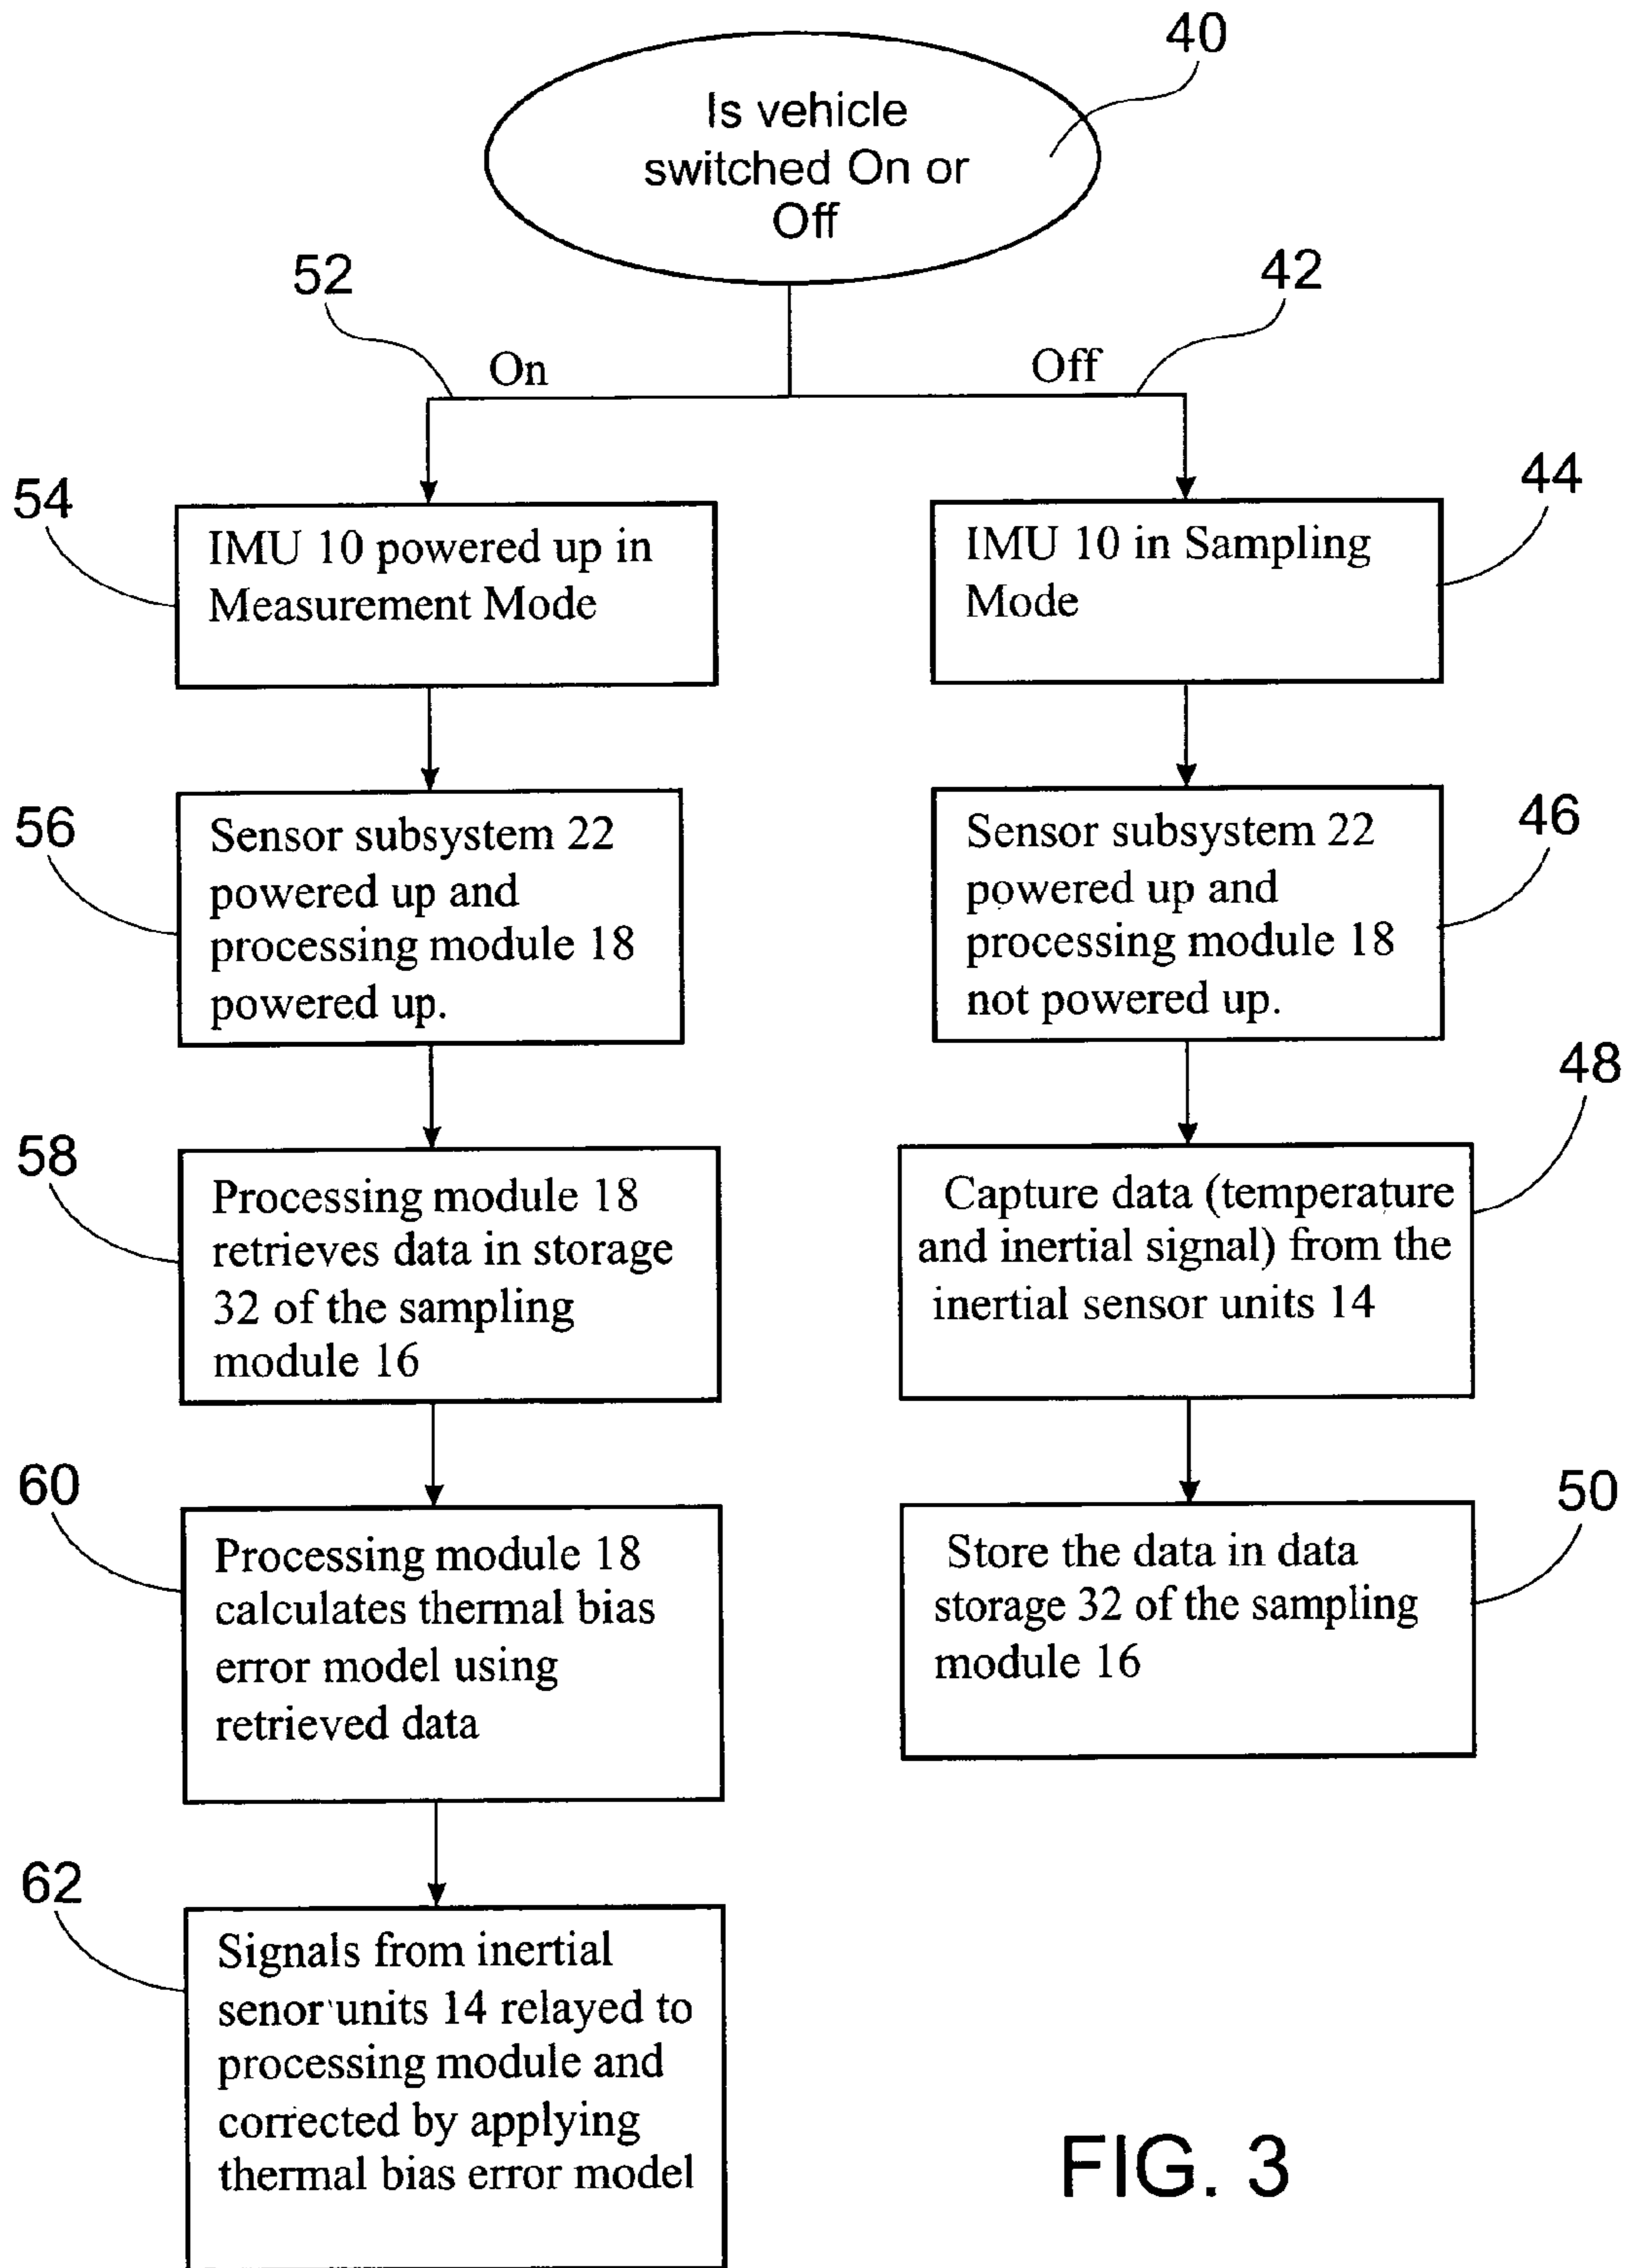 40
Is vehicle
switched On or
Off
52
42
On
Off
54
IMU 10 powered up in
Measurement Mode
44
IMU 10 in Sampling
Mode
56
Sensor subsystem 22
powered up and
processing module 18
powered up.
46
Sensor subsystem 22
powered up and
processing module 18
not powered up.
58
Processing module 18
retrieves data in storage
32 of the sampling
module 16
48
Capture data (temperature
and inertial signal) from the
inertial sensor units 14
60
Processing module 18
calculates thermal bias
error model using
retrieved data
50
Store the data in data
storage 32 of the sampling
module 16
62
Signals from inertial
senor units 14 relayed to
processing module and
corrected by applying
thermal bias error model
FIG. 3